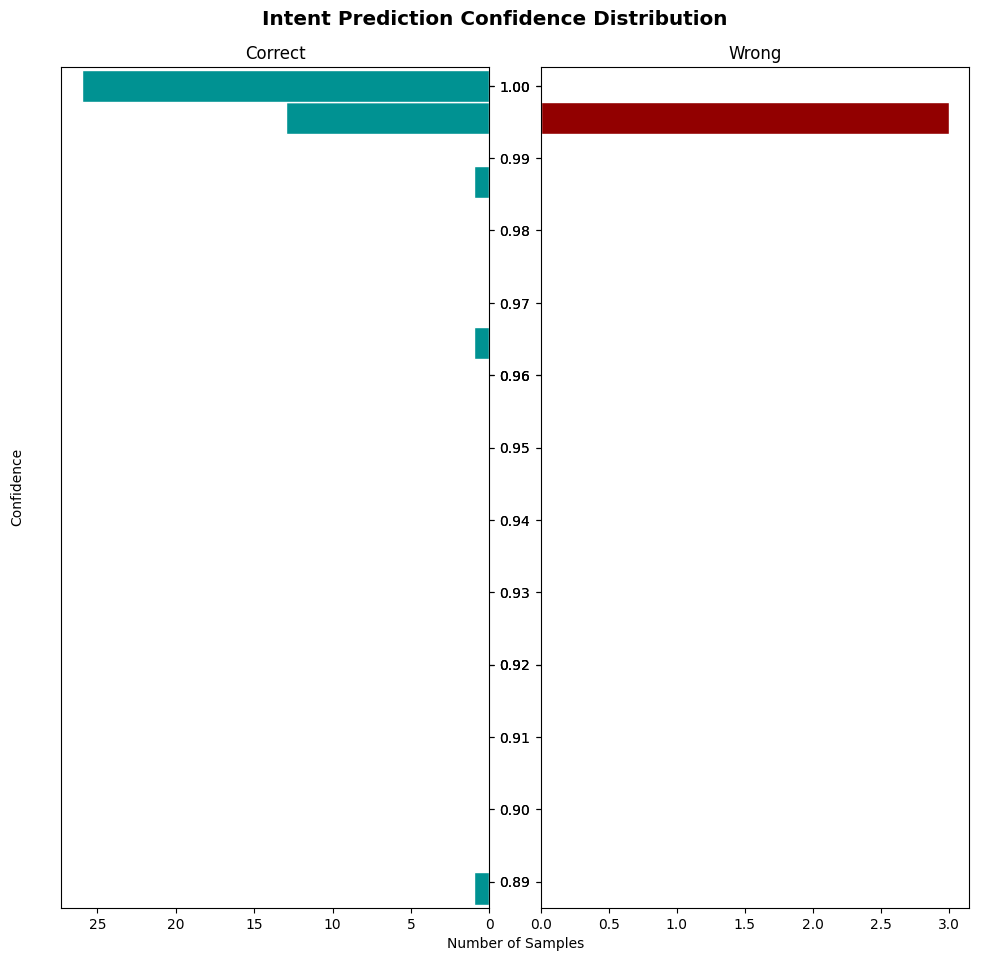 Intent Prediction Confidence Distribution
Correct
Wrong
1.00
0.99
0.98
0.97
0.96
0.95
0.94
0.93
0.92
0.91
0.90
0.89
Confidence
25 20 15 10 5 0
0.0 0.5 1.0 1.5 2.0 2.5 3.0
Number of Samples